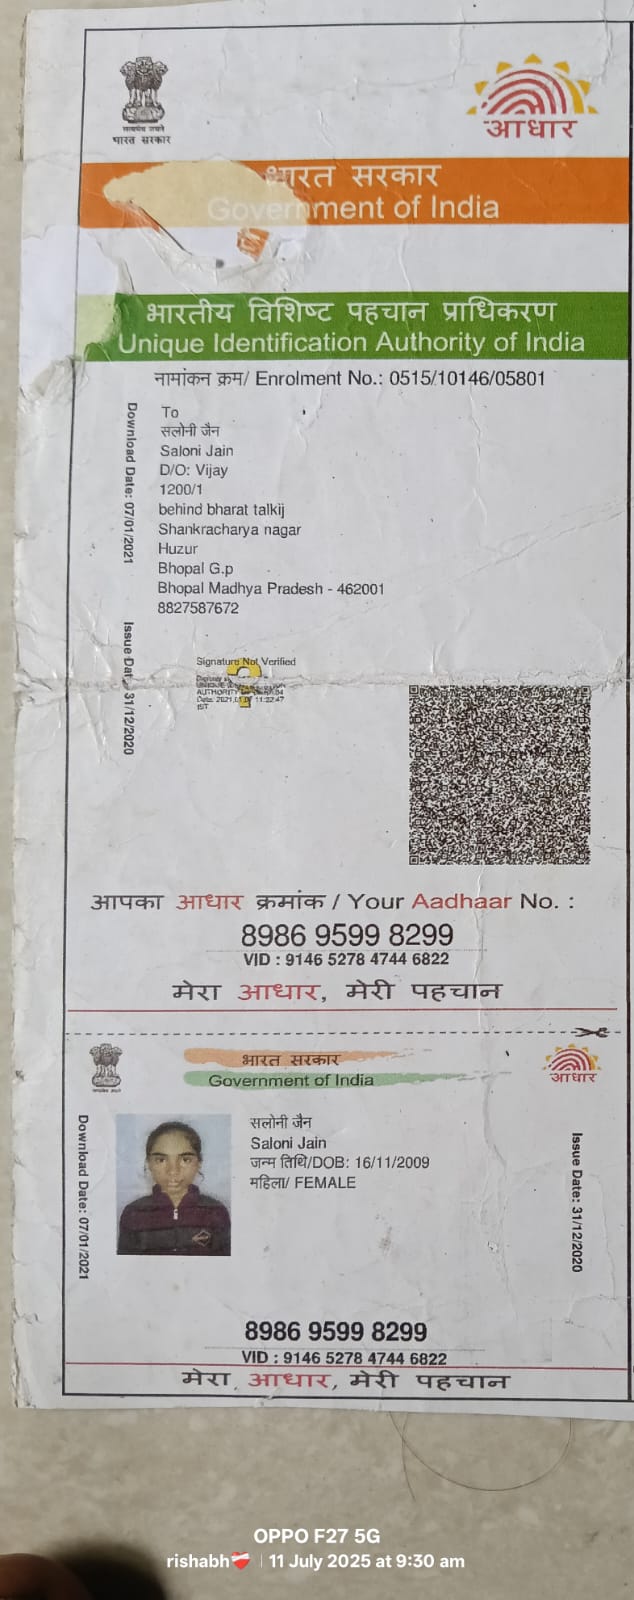 सत्यमेव जयते
भारत सरकार
आधार
भारत सरकार
Government of India
भारतीय विशिष्ट पहचान प्राधिकरण
Unique Identification Authority of India
नामांकन क्रम/ Enrolment No.: 0515/10146/05801
Download Date: 07/01/2021
Issue Date: 31/12/2020
To
सलोनी जैन
Saloni Jain
D/O: Vijay
1200/1
behind bharat talkij
Shankracharya nagar
Huzur
Bhopal G.p
Bhopal Madhya Pradesh - 462001
8827587672
Signature Not Verified
आपका आधार क्रमांक / Your Aadhaar No. :
8986 9599 8299
VID : 9146 5278 4744 6822
मेरा आधार, मेरी पहचान
भारत सरकार
Government of India
आधार
Download Date: 07/01/2021
सलोनी जैन
Saloni Jain
जन्म तिथि/DOB: 16/11/2009
महिला/ FEMALE
Issue Date: 31/12/2020
8986 9599 8299
VID : 9146 5278 4744 6822
मेरा आधार, मेरी पहचान
OPPO F27 5G
rishabh❤️‍🩹 | 11 July 2025 at 9:30 am